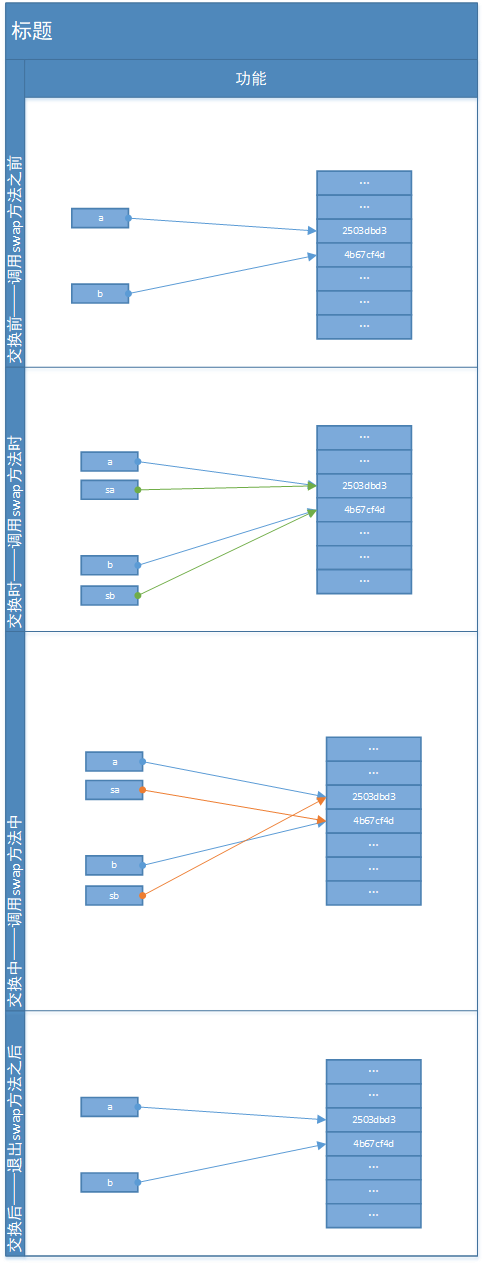 标题
功能
交换前——调用swap方法之前
a
b
...
...
2503dbd3
4b67cf4d
...
...
...
交换时——调用swap方法时
a
sa
b
sb
...
...
2503dbd3
4b67cf4d
...
...
...
交换中——调用swap方法中
a
sa
b
sb
...
...
2503dbd3
4b67cf4d
...
...
...
交换后——退出swap方法之后
a
b
...
...
2503dbd3
4b67cf4d
...
...
...